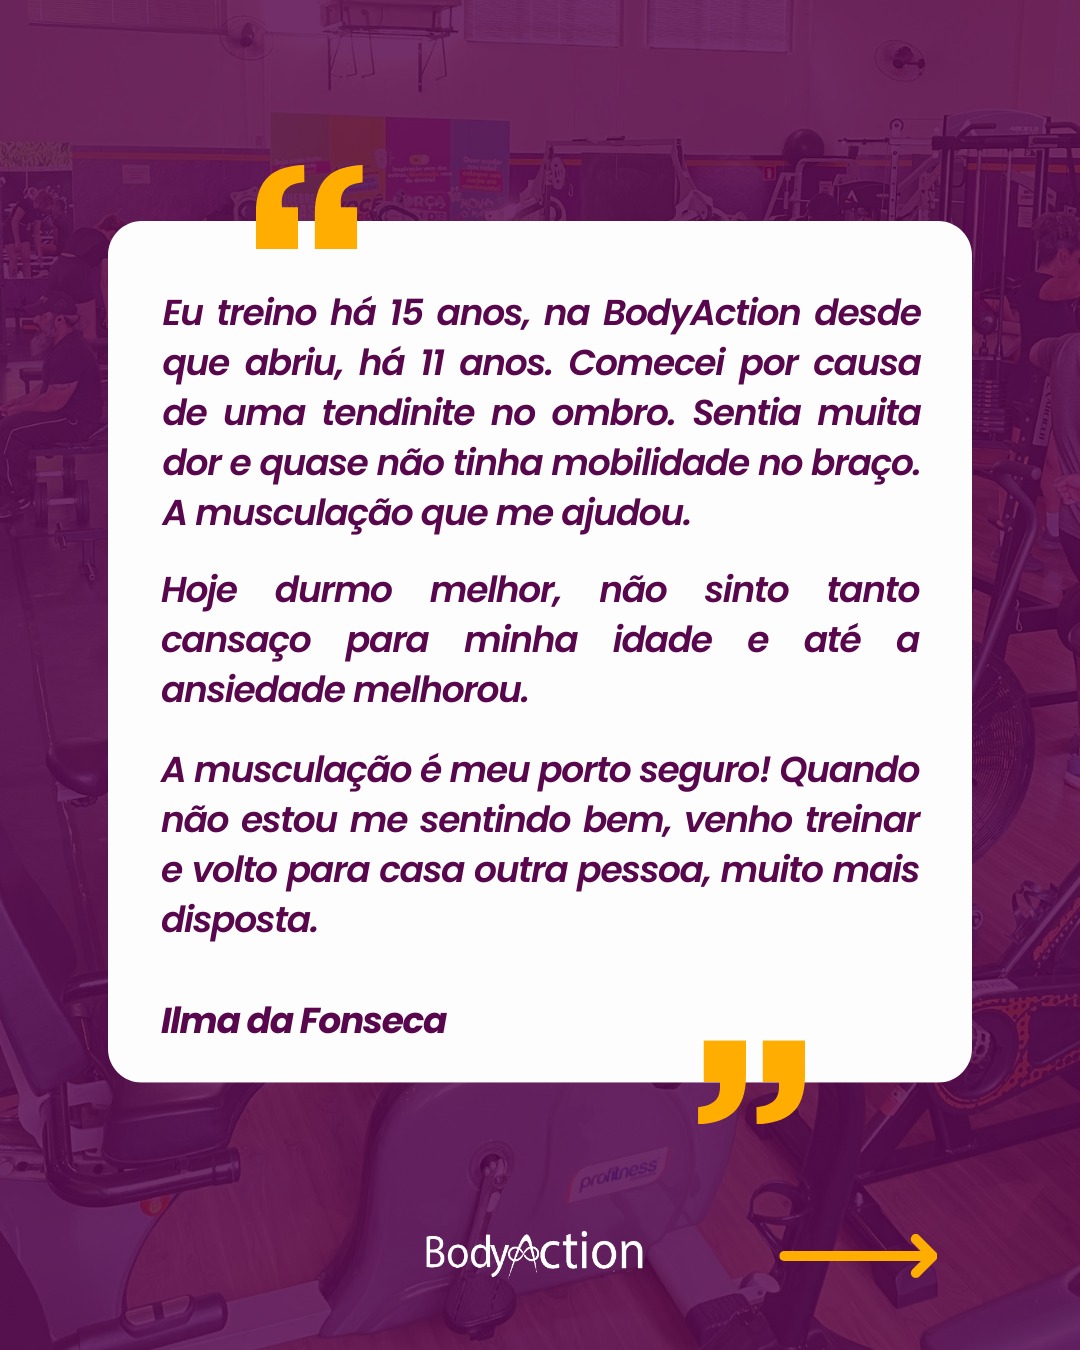 Eu treino há 15 anos, na BodyAction desde
que abriu, há 11 anos. Comecei por causa
de uma tendinite no ombro. Sentia muita
dor e quase não tinha mobilidade no braço.
A musculação que me ajudou.
Hoje durmo melhor, não sinto tanto
cansaço para minha idade e até a
ansiedade melhorou.
A musculação é meu porto seguro! Quando
não estou me sentindo bem, venho treinar
e volto para casa outra pessoa, muito mais
disposta.
Ilma da Fonseca
profitness
BodyAction